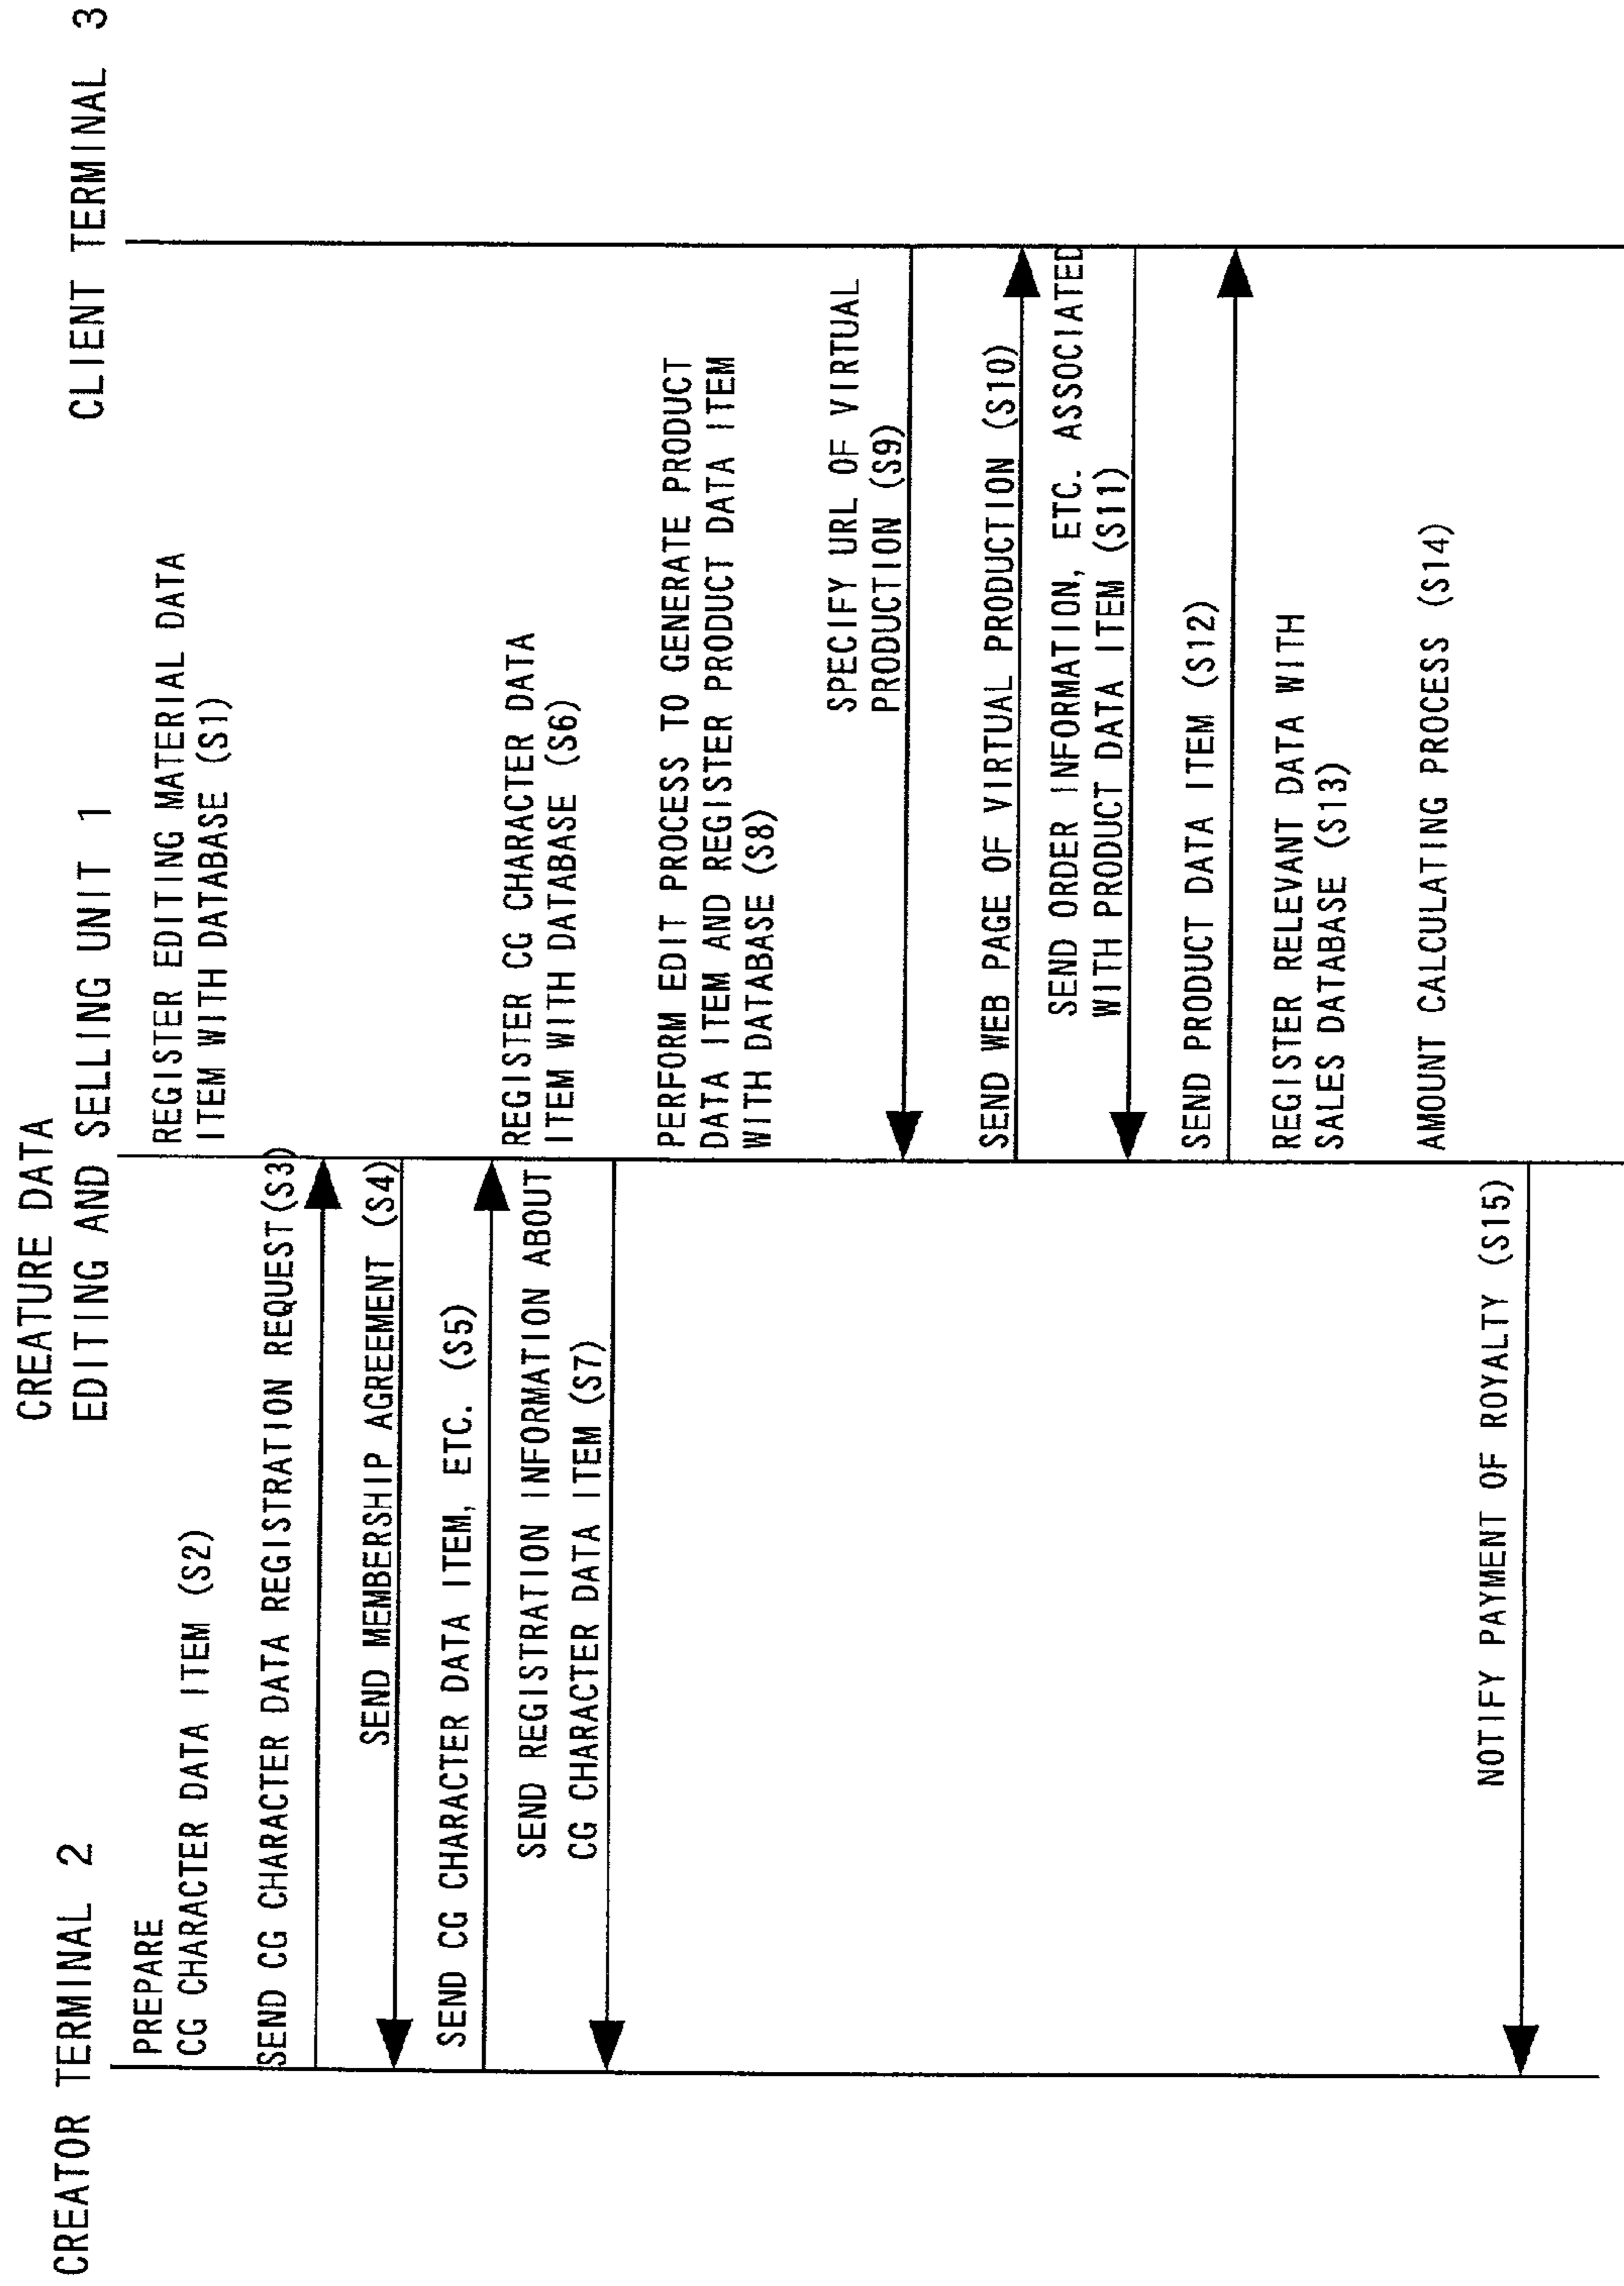 CREATOR TERMINAL 2
CREATURE DATA
EDITING AND SELLING UNIT 1
CLIENT TERMINAL 3
PREPARE
CG CHARACTER DATA ITEM (S2)
REGISTER EDITING MATERIAL DATA
ITEM WITH DATABASE (S1)
SEND CG CHARACTER DATA REGISTRATION REQUEST(S3)
SEND MEMBERSHIP AGREEMENT (S4)
SEND CG CHARACTER DATA ITEM, ETC. (S5)
REGISTER CG CHARACTER DATA
ITEM WITH DATABASE (S6)
SEND REGISTRATION INFORMATION ABOUT
CG CHARACTER DATA ITEM (S7)
PERFORM EDIT PROCESS TO GENERATE PRODUCT
DATA ITEM AND REGISTER PRODUCT DATA ITEM
WITH DATABASE (S8)
SPECIFY URL OF VIRTUAL
PRODUCTION (S9)
SEND WEB PAGE OF VIRTUAL PRODUCTION (S10)
SEND ORDER INFORMATION, ETC. ASSOCIATED
WITH PRODUCT DATA ITEM (S11)
SEND PRODUCT DATA ITEM (S12)
REGISTER RELEVANT DATA WITH
SALES DATABASE (S13)
AMOUNT CALCULATING PROCESS (S14)
NOTIFY PAYMENT OF ROYALTY (S15)